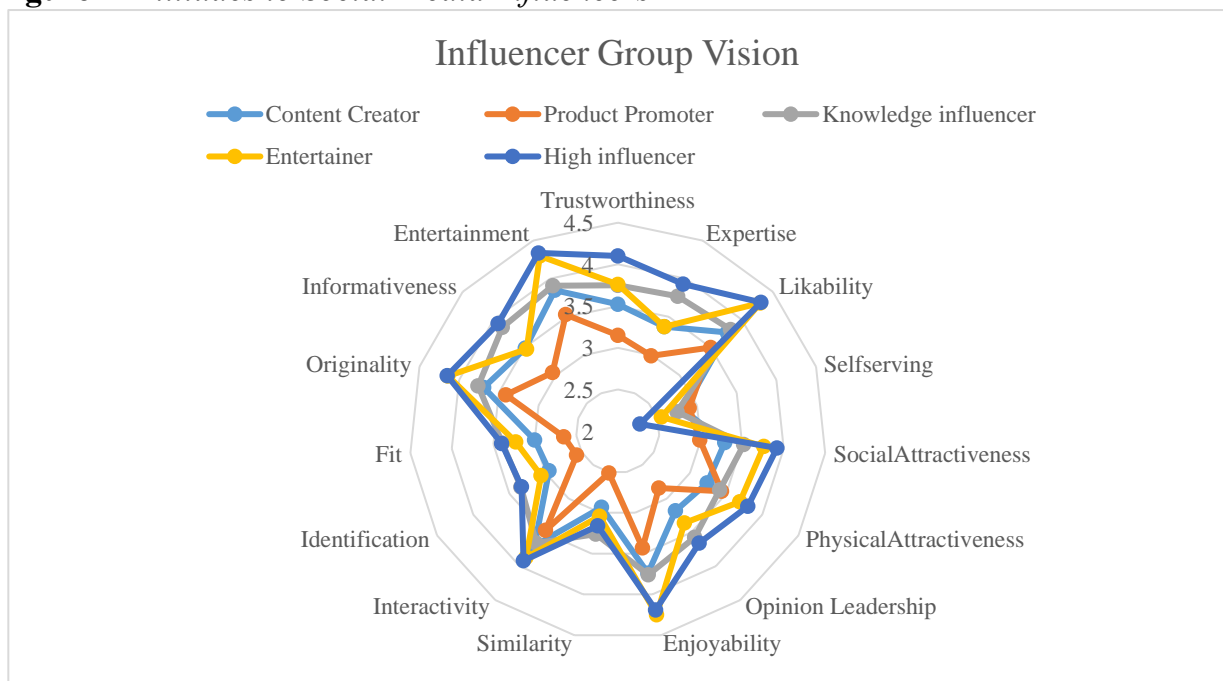 Influencer Group Vision
Content Creator
Product Promoter
Knowledge influencer
Entertainer
High influencer
Trustworthiness
4.5
Entertainment
Expertise
4
Informativeness
Likability
3.5
3
Originality
Selfserving
2.5
2
Fit
SocialAttractiveness
Identification
PhysicalAttractiveness
Interactivity
Opinion Leadership
Similarity
Enjoyability